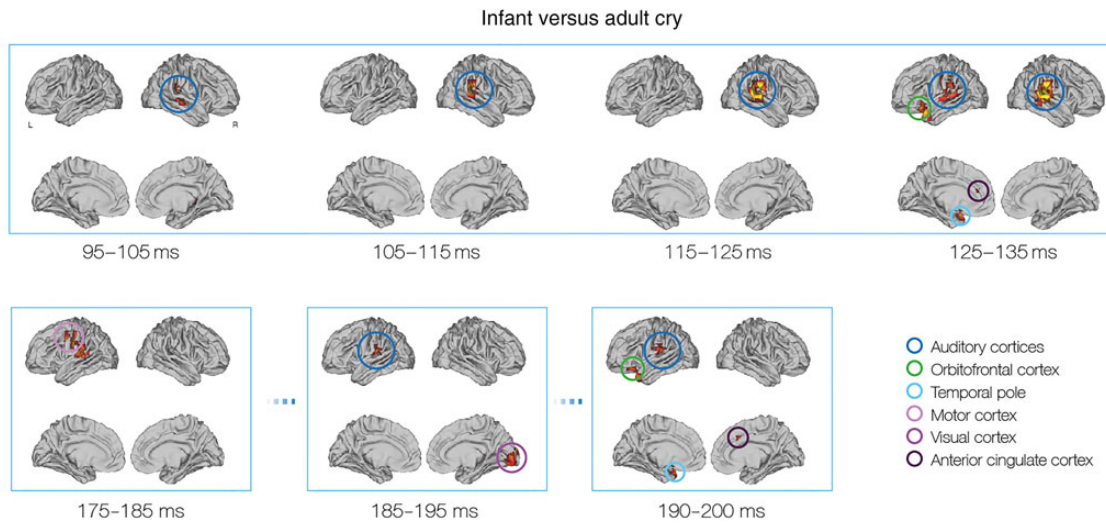 Infant versus adult cry
L
R
95–105 ms
105–115 ms
115–125 ms
125–135 ms
175–185 ms
185–195 ms
190–200 ms
Auditory cortices
Orbitofrontal cortex
Temporal pole
Motor cortex
Visual cortex
Anterior cingulate cortex